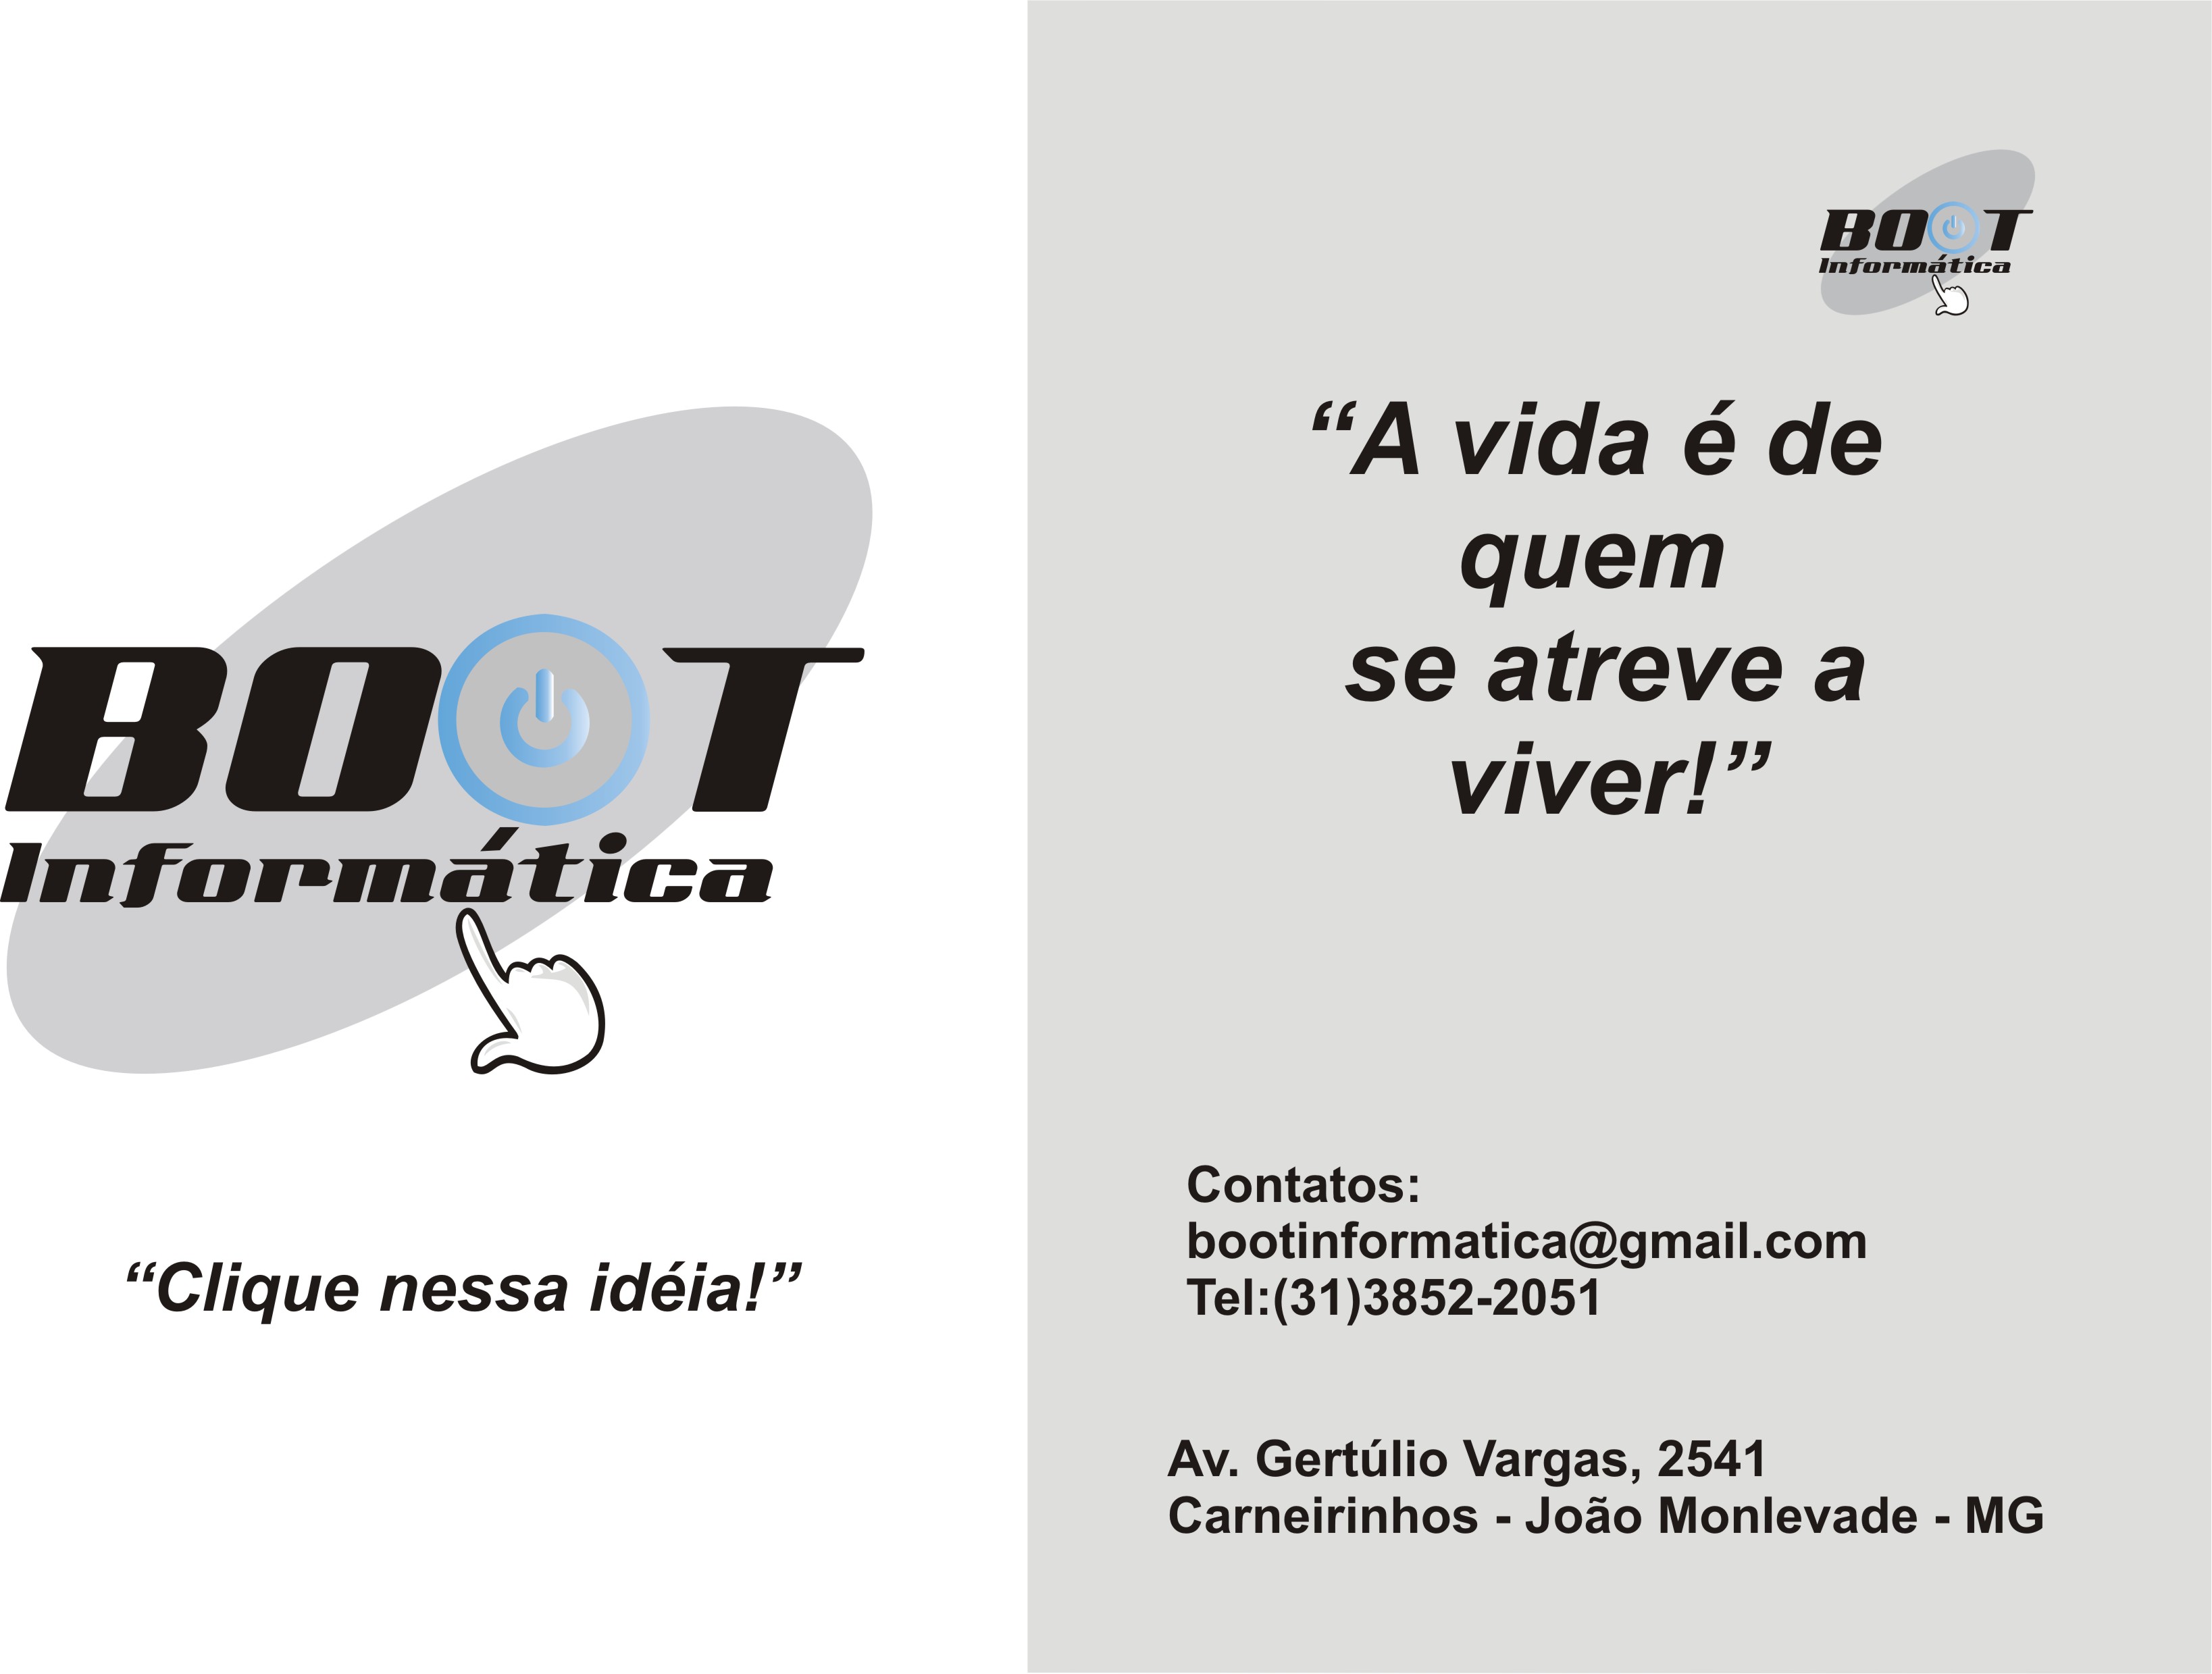 BOOT
Informática
“Clique nessa idéia!”
BOOT
Informática
“A vida é de
quem
se atreve a
viver!”
Contatos:
bootinformatica@gmail.com
Tel:(31)3852-2051
Av. Gertúlio Vargas, 2541
Carneirinhos - João Monlevade - MG